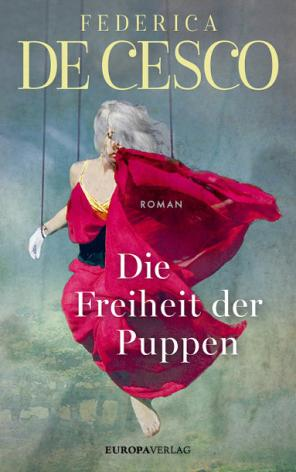 FEDERICA
DE CESCO
ROMAN
Die
Freiheit der
Puppen
EUROPAVERLAG